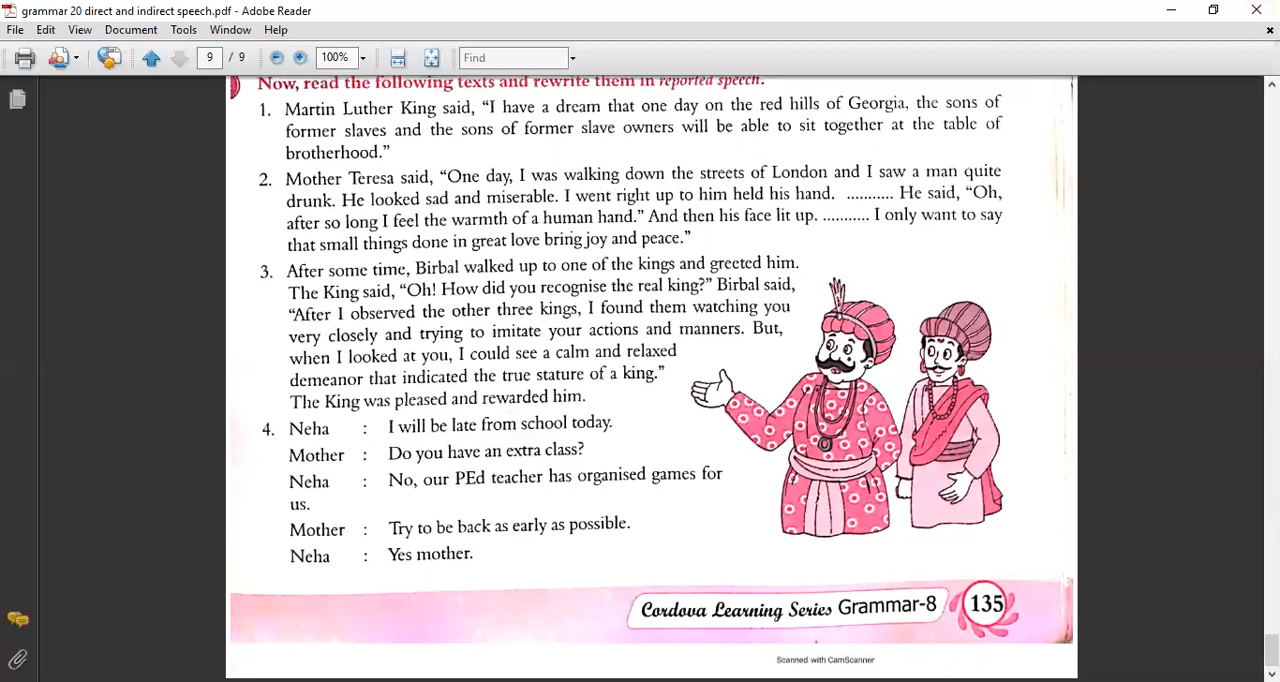 grammar 20 direct and indirect speech.pdf - Adobe Reader
File Edit View Document Tools Window Help
9 / 9 100% Find
Now, read the following texts and rewrite them in reported speech.
1. Martin Luther King said, “I have a dream that one day on the red hills of Georgia, the sons of
former slaves and the sons of former slave owners will be able to sit together at the table of
brotherhood.”
2. Mother Teresa said, “One day, I was walking down the streets of London and I saw a man quite
drunk. He looked sad and miserable. I went right up to him held his hand. ........... He said, “Oh,
after so long I feel the warmth of a human hand.” And then his face lit up. ........... I only want to say
that small things done in great love bring joy and peace.”
3. After some time, Birbal walked up to one of the kings and greeted him.
The King said, “Oh! How did you recognise the real king?” Birbal said,
“After I observed the other three kings, I found them watching you
very closely and trying to imitate your actions and manners. But,
when I looked at you, I could see a calm and relaxed
demeanor that indicated the true stature of a king.”
The King was pleased and rewarded him.
4. Neha : I will be late from school today.
Mother : Do you have an extra class?
Neha : No, our PEd teacher has organised games for
us.
Mother : Try to be back as early as possible.
Neha : Yes mother.
Cordova Learning Series Grammar-8 135
Scanned with CamScanner